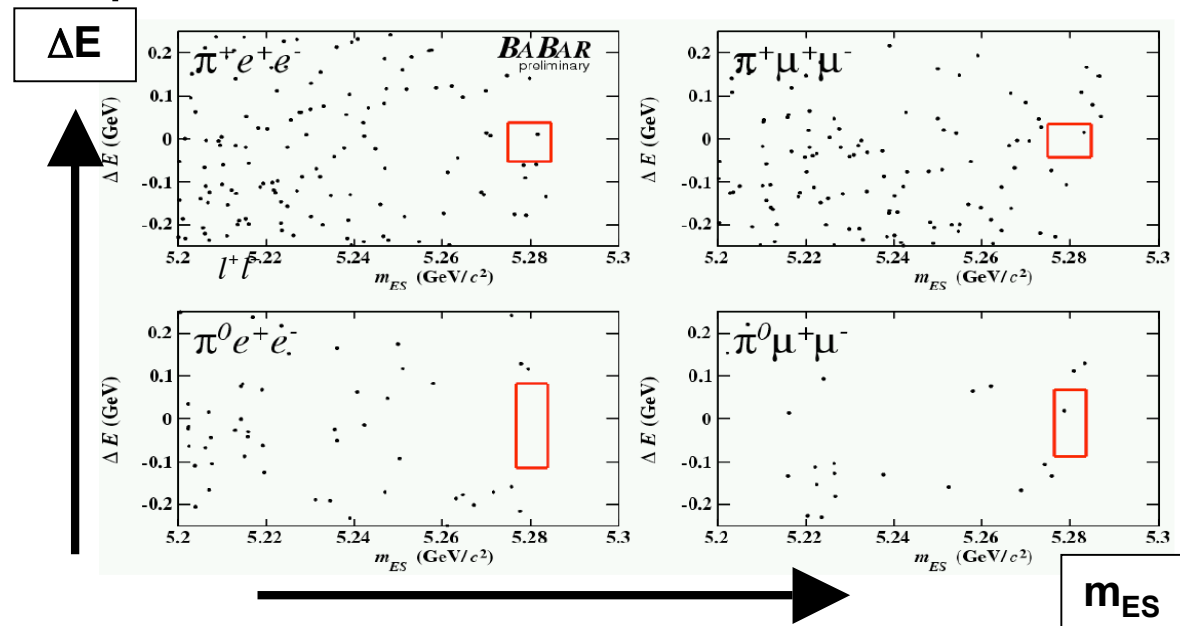 ΔE
π⁺e⁺e⁻
BABAR
preliminary
0.2
0.1
0
-0.1
-0.2
Δ E (GeV)
5.2 5.22 5.24 5.26 5.28 5.3
l⁺l⁻
m_ES (GeV/c²)
π⁺μ⁺μ⁻
0.2
0.1
0
-0.1
-0.2
Δ E (GeV)
5.2 5.22 5.24 5.26 5.28 5.3
m_ES (GeV/c²)
π⁰e⁺e⁻
0.2
0.1
0
-0.1
-0.2
Δ E (GeV)
5.2 5.22 5.24 5.26 5.28 5.3
m_ES (GeV/c²)
π⁰μ⁺μ⁻
0.2
0.1
0
-0.1
-0.2
Δ E (GeV)
5.2 5.22 5.24 5.26 5.28 5.3
m_ES (GeV/c²)
m_ES